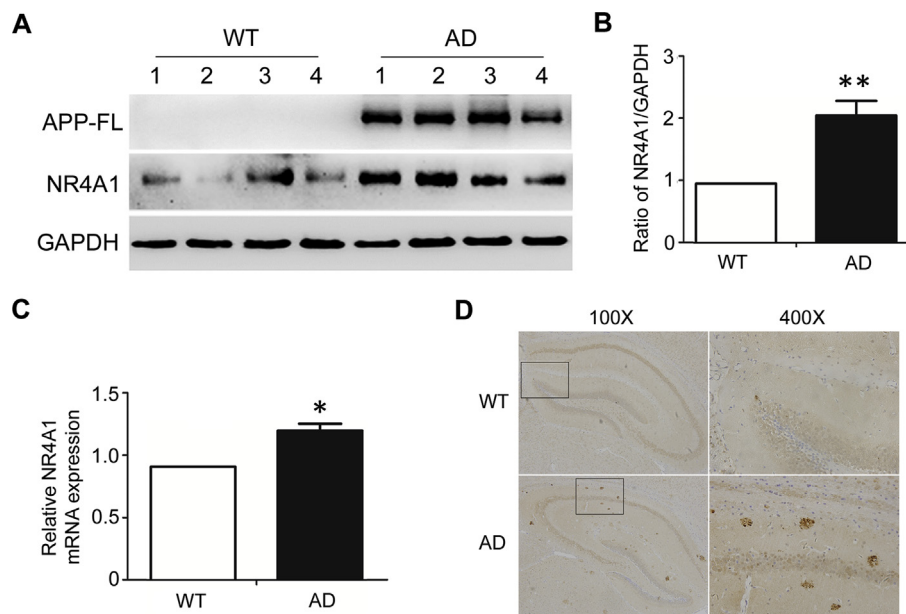 A
WT
AD
1 2 3 4 1 2 3 4
APP-FL
NR4A1
GAPDH
B
Ratio of NR4A1/GAPDH
3
2
1
0
**
WT
AD
C
Relative NR4A1
mRNA expression
1.5
1.0
0.5
0
*
WT
AD
D
100X
400X
WT
AD